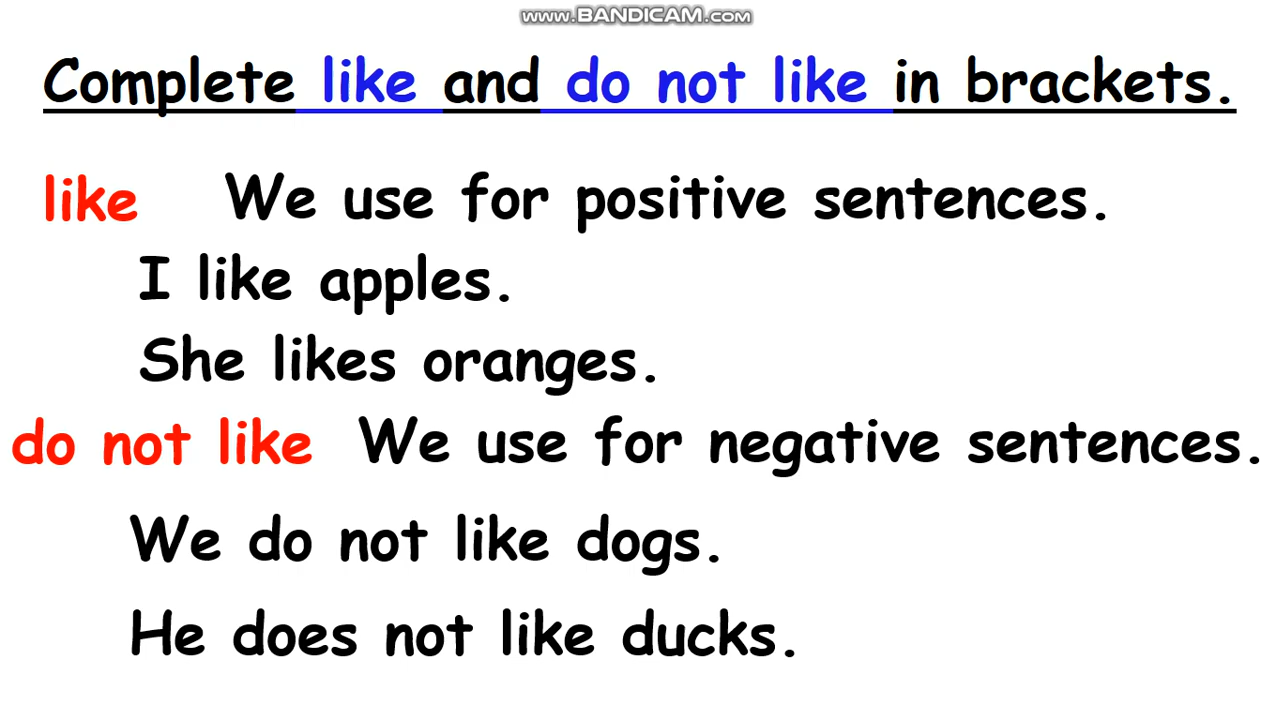 www.BANDICAM.com
Complete like and do not like in brackets.
like We use for positive sentences.
I like apples.
She likes oranges.
do not like We use for negative sentences.
We do not like dogs.
He does not like ducks.